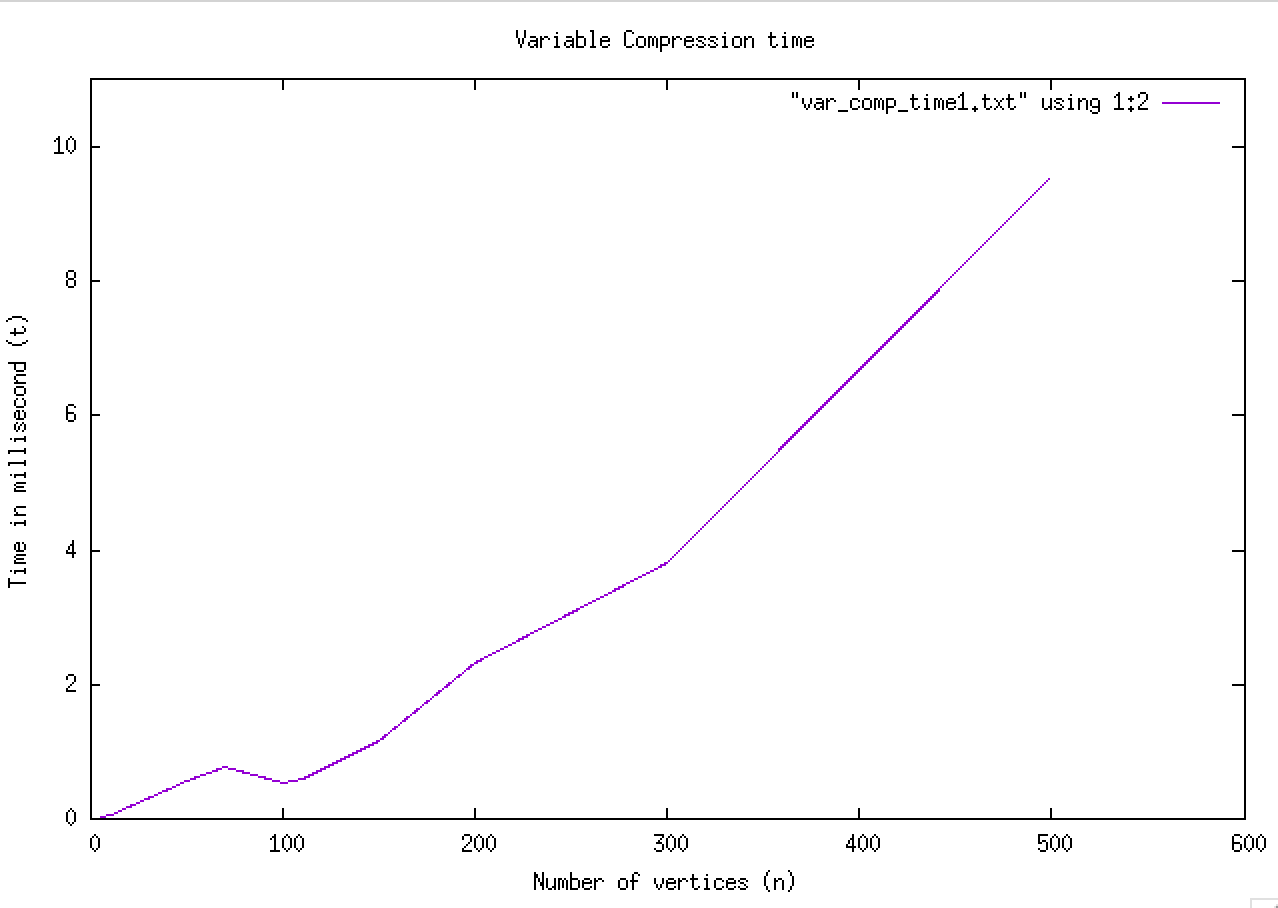 Variable Compression time
"var_comp_time1.txt" using 1:2
10
8
6
4
2
0
Time in millisecond (t)
0 100 200 300 400 500 600
Number of vertices (n)